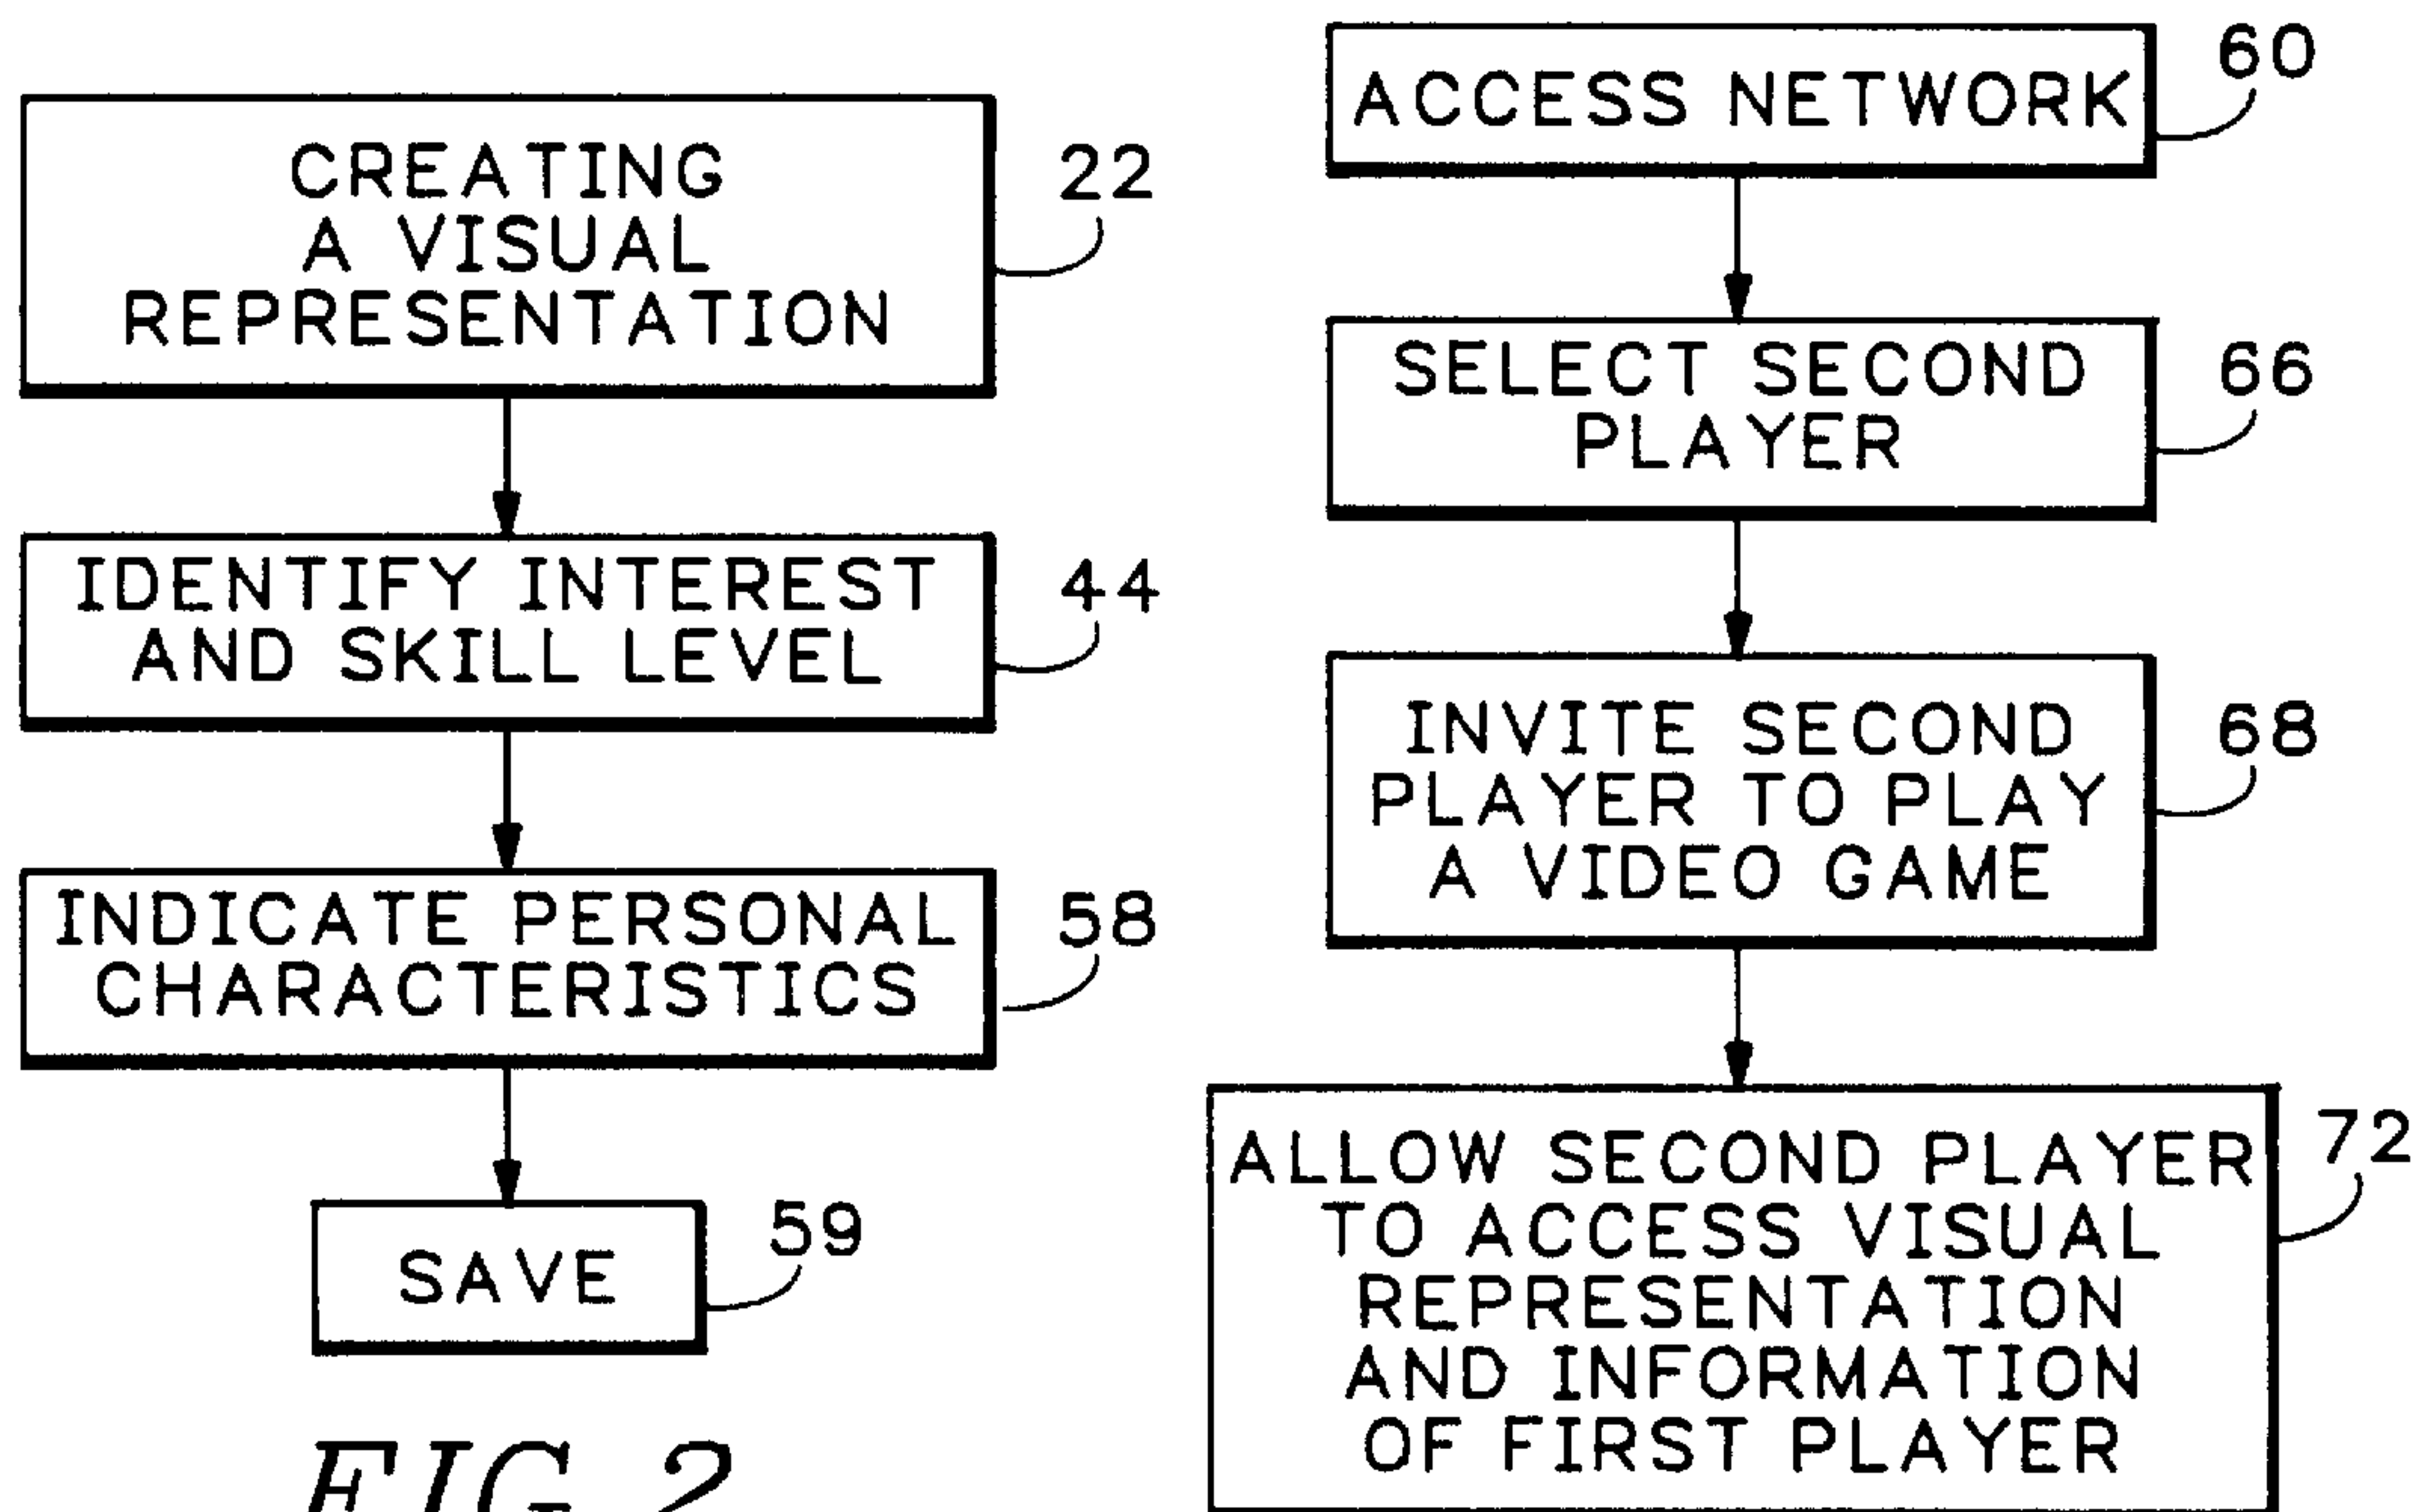 CREATING
A VISUAL
REPRESENTATION
22
IDENTIFY INTEREST
AND SKILL LEVEL
44
INDICATE PERSONAL
CHARACTERISTICS
58
SAVE
59
FIG.2
ACCESS NETWORK
60
SELECT SECOND
PLAYER
66
INVITE SECOND
PLAYER TO PLAY
A VIDEO GAME
68
ALLOW SECOND PLAYER
TO ACCESS VISUAL
REPRESENTATION
AND INFORMATION
OF FIRST PLAYER
72